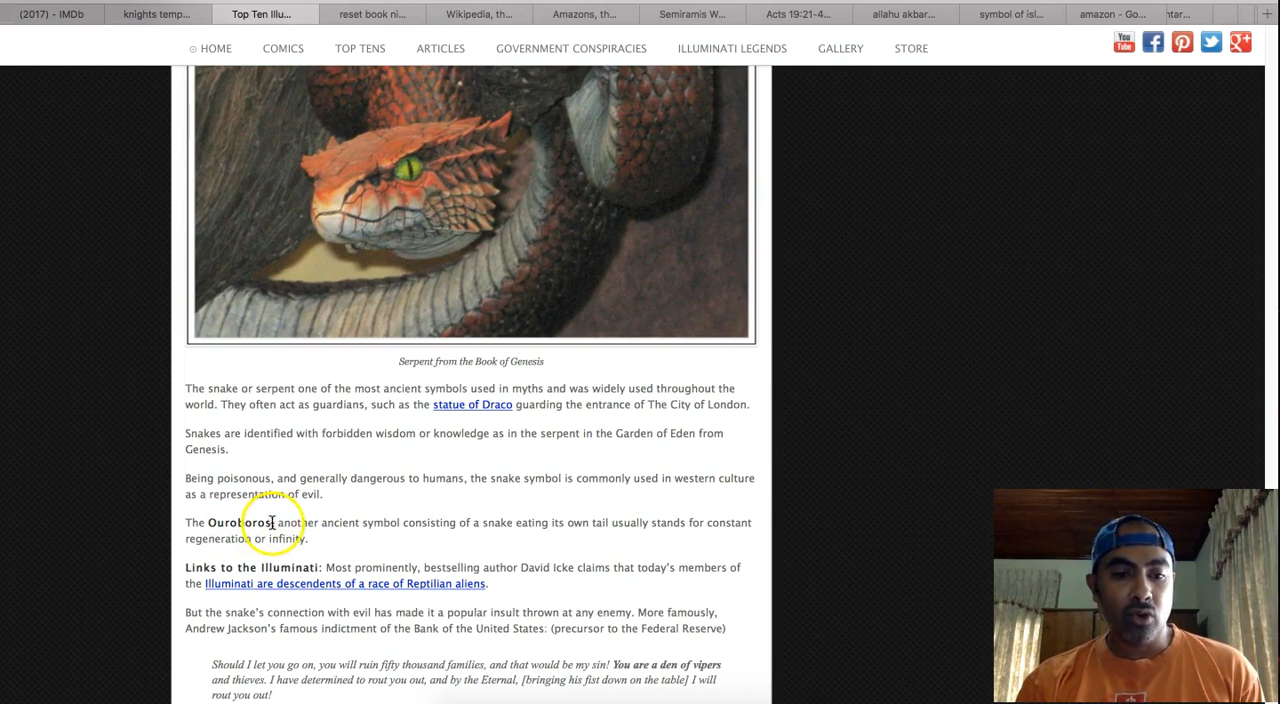 (2017) - IMDb
knights temp...
Top Ten Illu...
reset book ni...
Wikipedia, th...
Amazons, th...
Semiramis W...
Acts 19:21-4...
allahu akbar...
symbol of isl...
amazon - Go...
ntar...
HOME COMICS TOP TENS ARTICLES GOVERNMENT CONSPIRACIES ILLUMINATI LEGENDS GALLERY STORE
You Tube
Serpent from the Book of Genesis
The snake or serpent one of the most ancient symbols used in myths and was widely used throughout the
world. They often act as guardians, such as the statue of Draco guarding the entrance of The City of London.
Snakes are identified with forbidden wisdom or knowledge as in the serpent in the Garden of Eden from
Genesis.
Being poisonous, and generally dangerous to humans, the snake symbol is commonly used in western culture
as a representation of evil.
The Ouroboros, another ancient symbol consisting of a snake eating its own tail usually stands for constant
regeneration or infinity.
Links to the Illuminati: Most prominently, bestselling author David Icke claims that today's members of
the Illuminati are descendents of a race of Reptilian aliens.
But the snake's connection with evil has made it a popular insult thrown at any enemy. More famously,
Andrew Jackson's famous indictment of the Bank of the United States: (precursor to the Federal Reserve)
Should I let you go on, you will ruin fifty thousand families, and that would be my sin! You are a den of vipers
and thieves. I have determined to rout you out, and by the Eternal, [bringing his fist down on the table] I will
rout you out!